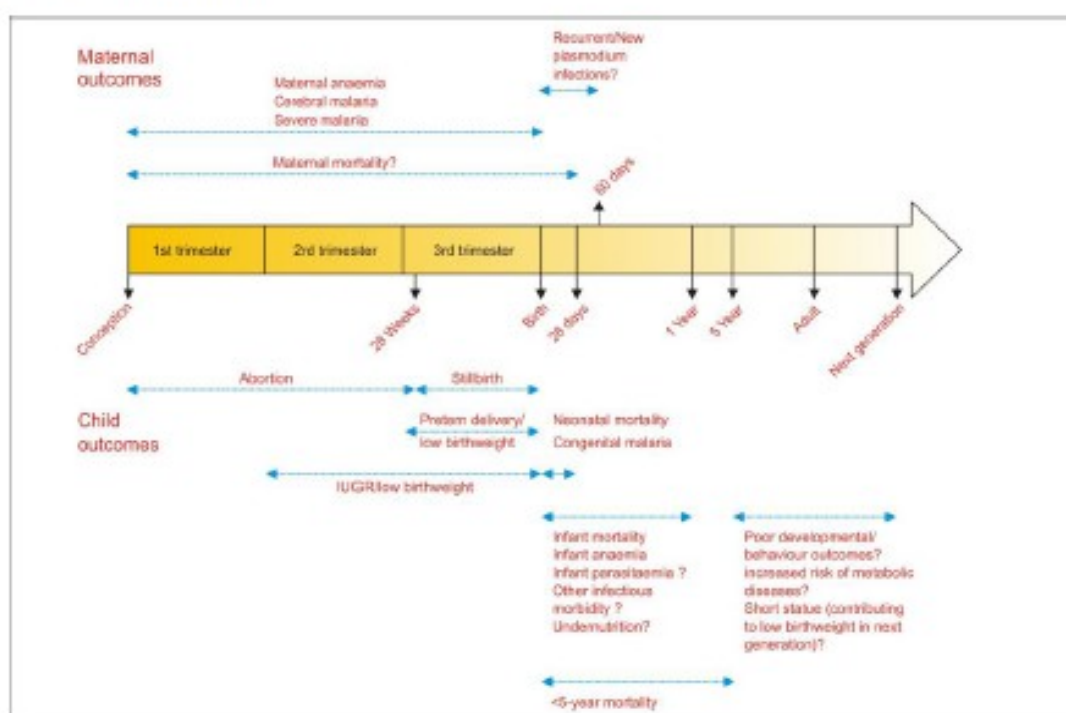 Maternal
outcomes
Recurrent/New
plasmodium
infections?
Maternal anaemia
Cerebral malaria
Severe malaria
Maternal mortality?
60 days
1st trimester
2nd trimester
3rd trimester
Conception
28 Weeks
Birth
28 days
1 Year
5 Year
Adult
Next generation
Abortion
Stillbirth
Child
outcomes
Preterm delivery/
low birthweight
Neonatal mortality
Congenital malaria
IUGR/low birthweight
Infant mortality
Infant anaemia
Infant parasitaemia ?
Other infectious
morbidity ?
Undernutrition?
Poor developmental/
behaviour outcomes?
increased risk of metabolic
diseases?
Short statue (contributing
to low birthweight in next
generation)?
<5-year mortality